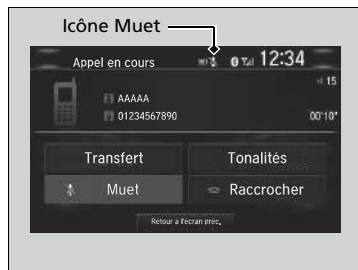 Icône Muet
Appel en cours 12:34
15
AAAAA
01234567890 00'10"
Transfert Tonalités
Muet Raccrocher
Retour à l'écran préc.